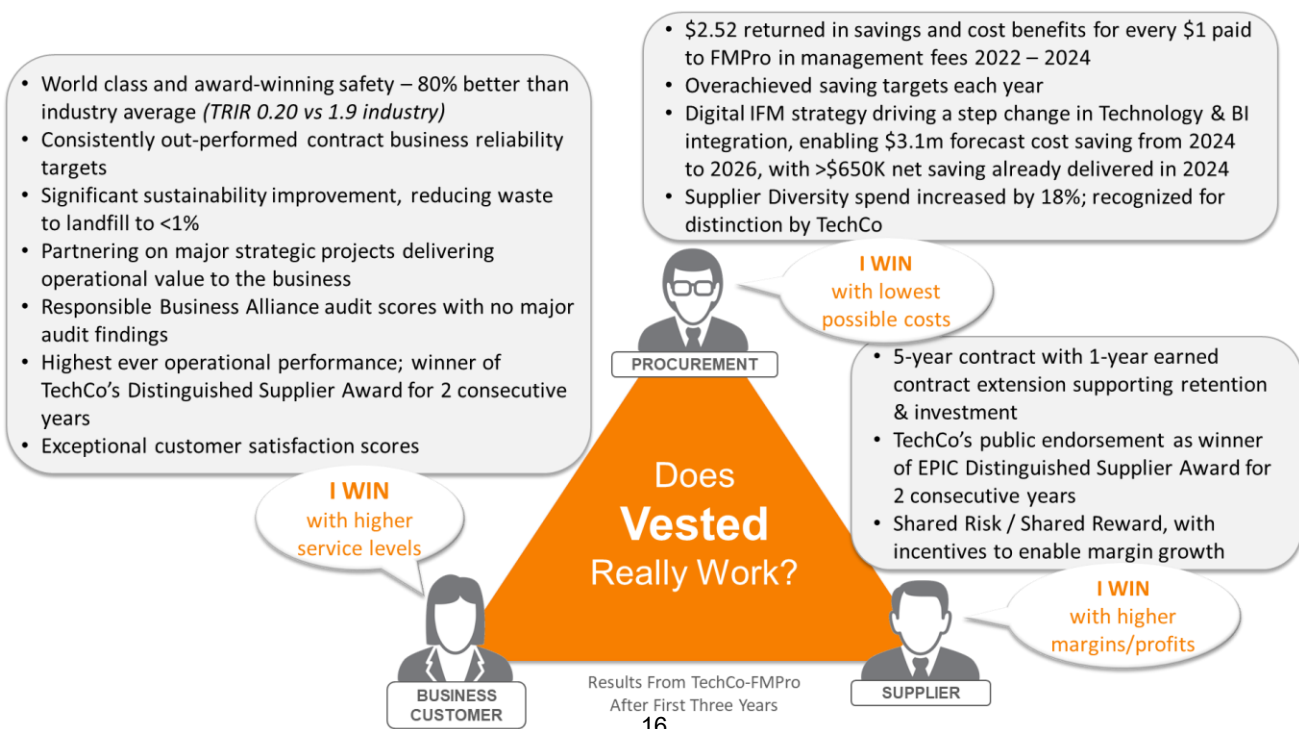 • World class and award-winning safety – 80% better than
industry average (TRIR 0.20 vs 1.9 industry)
• Consistently out-performed contract business reliability
targets
• Significant sustainability improvement, reducing waste
to landfill to <1%
• Partnering on major strategic projects delivering
operational value to the business
• Responsible Business Alliance audit scores with no major
audit findings
• Highest ever operational performance; winner of
TechCo's Distinguished Supplier Award for 2 consecutive
years
• Exceptional customer satisfaction scores
I WIN
with higher
service levels
BUSINESS
CUSTOMER
• $2.52 returned in savings and cost benefits for every $1 paid
to FMPro in management fees 2022 – 2024
• Overachieved saving targets each year
• Digital IFM strategy driving a step change in Technology & BI
integration, enabling $3.1m forecast cost saving from 2024
to 2026, with >$650K net saving already delivered in 2024
• Supplier Diversity spend increased by 18%; recognized for
distinction by TechCo
I WIN
with lowest
possible costs
PROCUREMENT
• 5-year contract with 1-year earned
contract extension supporting retention
& investment
• TechCo's public endorsement as winner
of EPIC Distinguished Supplier Award for
2 consecutive years
• Shared Risk / Shared Reward, with
incentives to enable margin growth
I WIN
with higher
margins/profits
SUPPLIER
Does
Vested
Really Work?
Results From TechCo-FMPro
After First Three Years
16